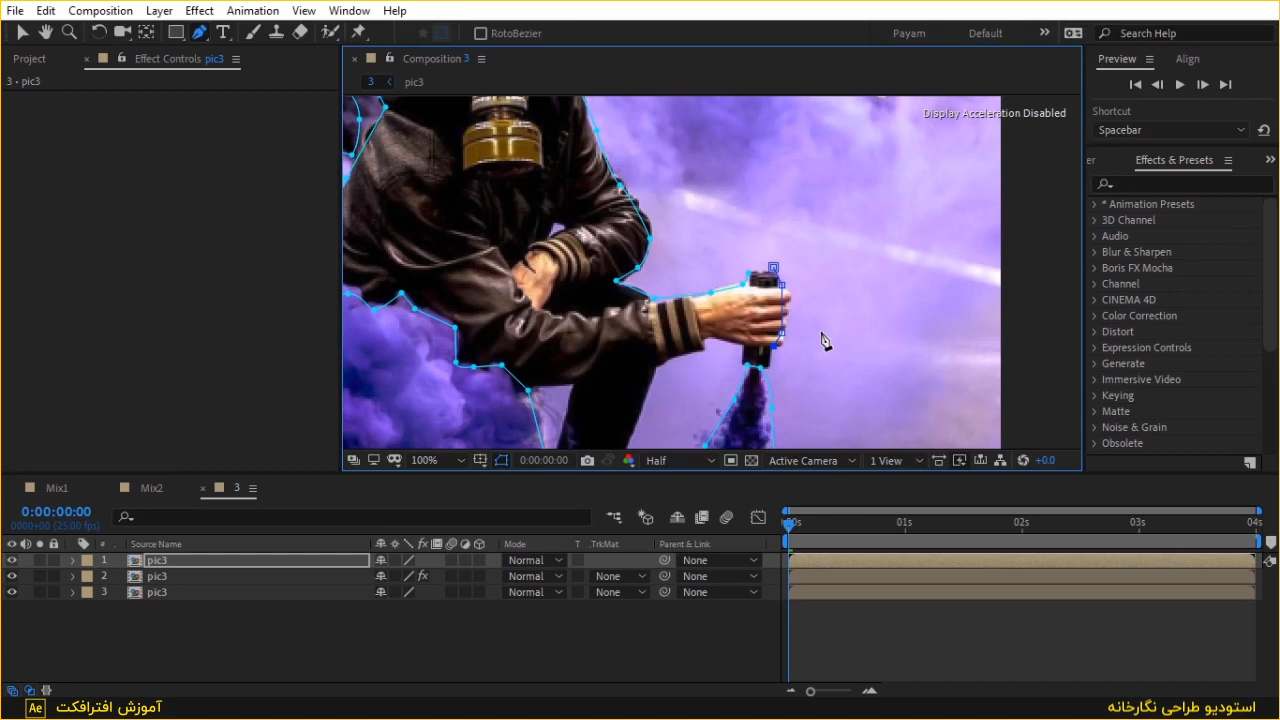 File Edit Composition Layer Effect Animation View Window Help
RotoBezier Payam Default Search Help
Project Effect Controls pic3 Composition 3 Preview Align
3 • pic3
3 pic3
Display Acceleration Disabled
Shortcut
Spacebar
er Effects & Presets
* Animation Presets
3D Channel
Audio
Blur & Sharpen
Boris FX Mocha
Channel
CINEMA 4D
Color Correction
Distort
Expression Controls
Generate
Immersive Video
Keying
Matte
Noise & Grain
Obsolete
100% 0:00:00:00 Half Active Camera 1 View +0.0
Mix1 Mix2 3
0:00:00:00
0000+00 (25.00 fps)
:00s 01s 02s 03s 04s
# Source Name fx Mode T .TrkMat Parent & Link
1 pic3 Normal None
2 pic3 fx Normal None None
3 pic3 Normal None None
Ae آموزش افترافکت استودیو طراحی نگارخانه